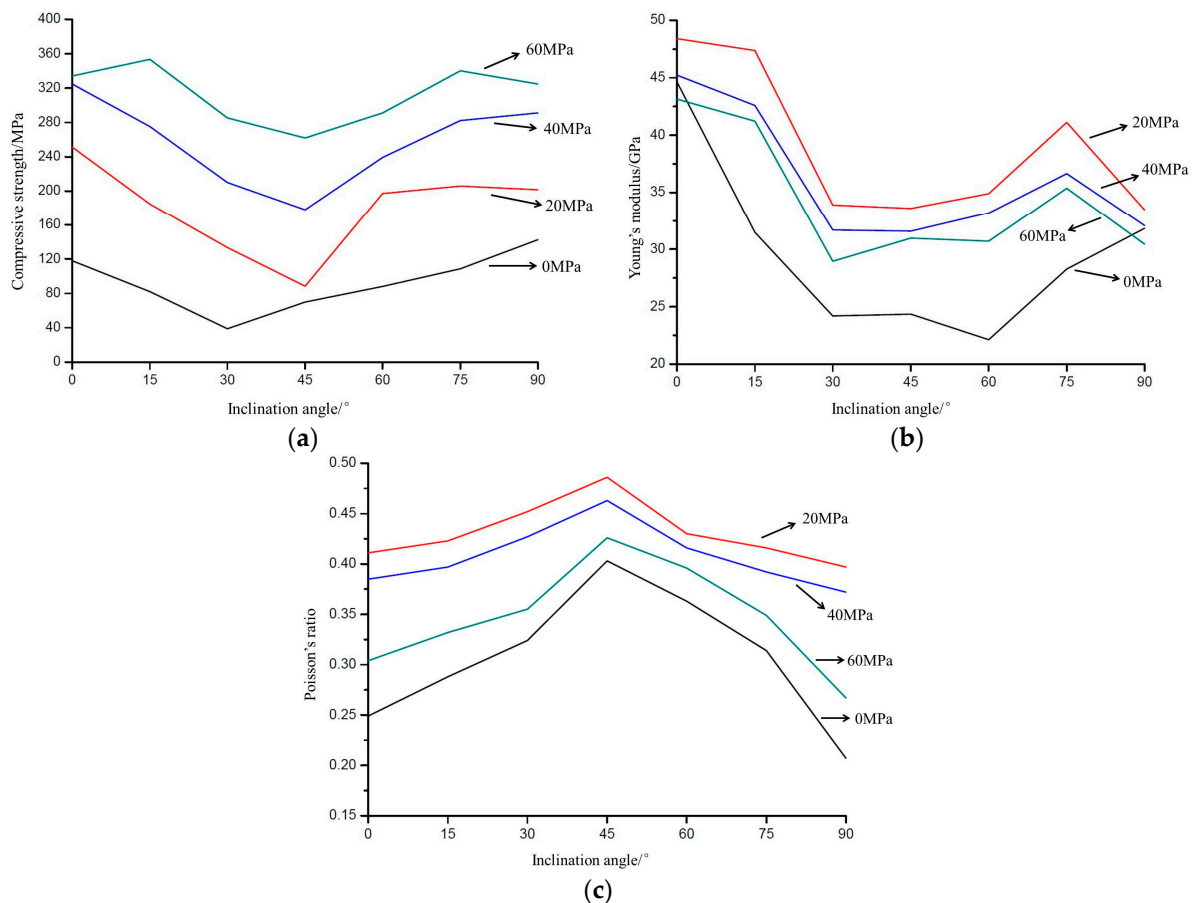 400
360
320
280
240
200
160
120
80
40
0
Compressive strength/MPa
60MPa
40MPa
20MPa
0MPa
0 15 30 45 60 75 90
Inclination angle/°
(a)
50
45
40
35
30
25
20
Young's modulus/GPa
20MPa
40MPa
60MPa
0MPa
0 15 30 45 60 75 90
Inclination angle/°
(b)
0.50
0.45
0.40
0.35
0.30
0.25
0.20
0.15
Poisson's ratio
20MPa
40MPa
60MPa
0MPa
0 15 30 45 60 75 90
Inclination angle/°
(c)